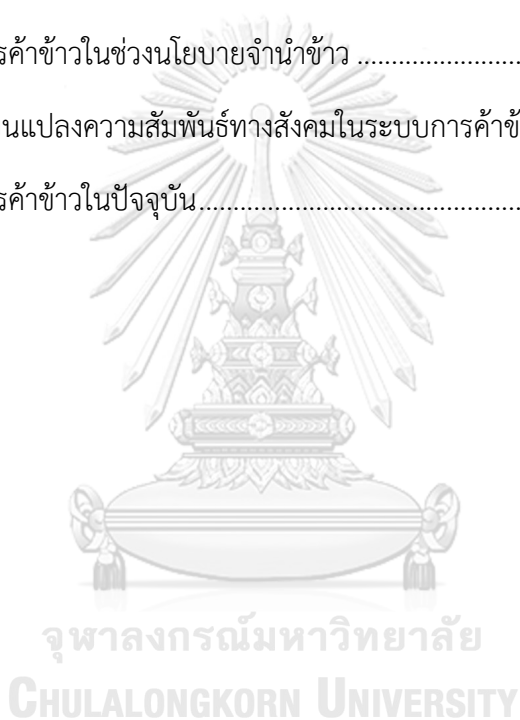 รค้าข้าวในช่วงนโยบายจำนำข้าว .......................
นแปลงความสัมพันธ์ทางสังคมในระบบการค้าข้
รค้าข้าวในปัจจุบัน.............................................
จุฬาลงกรณ์มหาวิทยาลัย
CHULALONGKORN UNIVERSITY